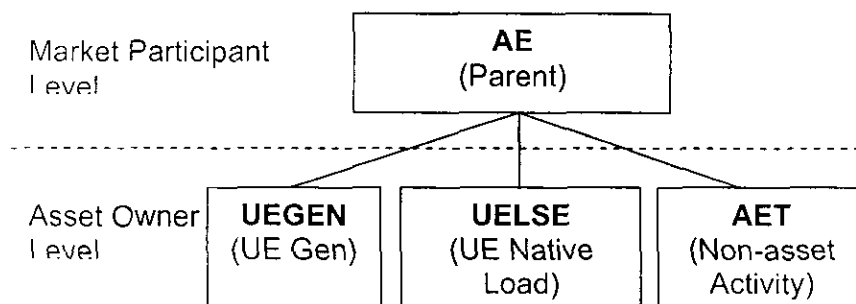 Market Participant
Level
AE
(Parent)
Asset Owner
Level
UEGEN
(UE Gen)
UELSE
(UE Native
Load)
AET
(Non-asset
Activity)